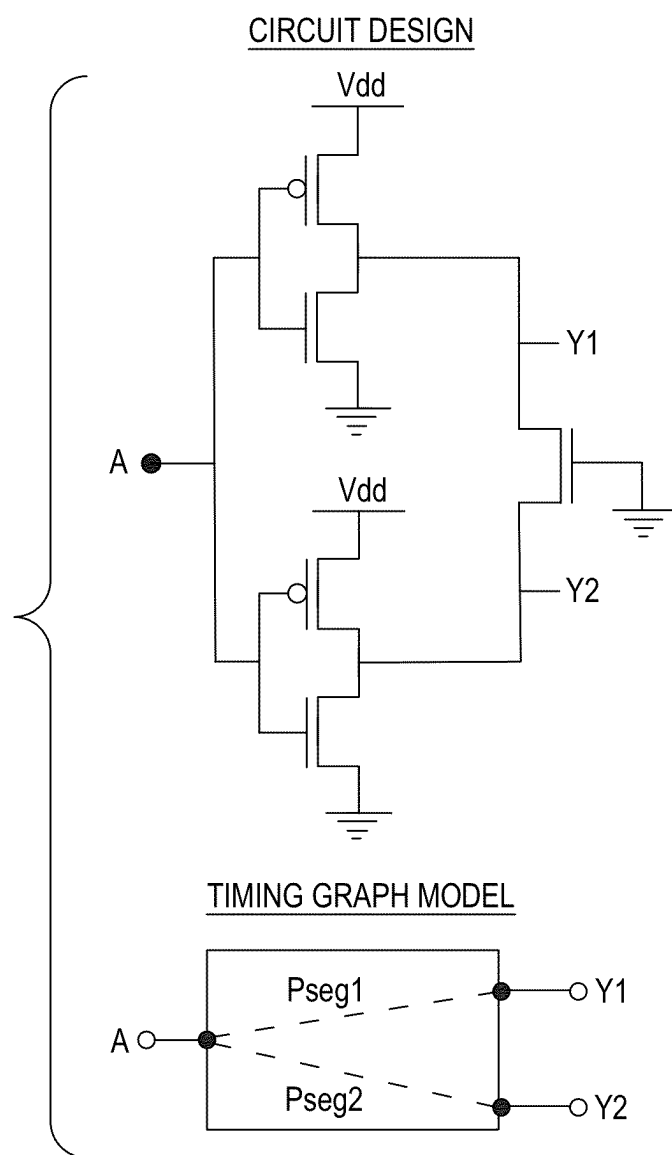 CIRCUIT DESIGN
Vdd
Y1
A
Vdd
Y2
TIMING GRAPH MODEL
Pseg1
Y1
A
Pseg2
Y2